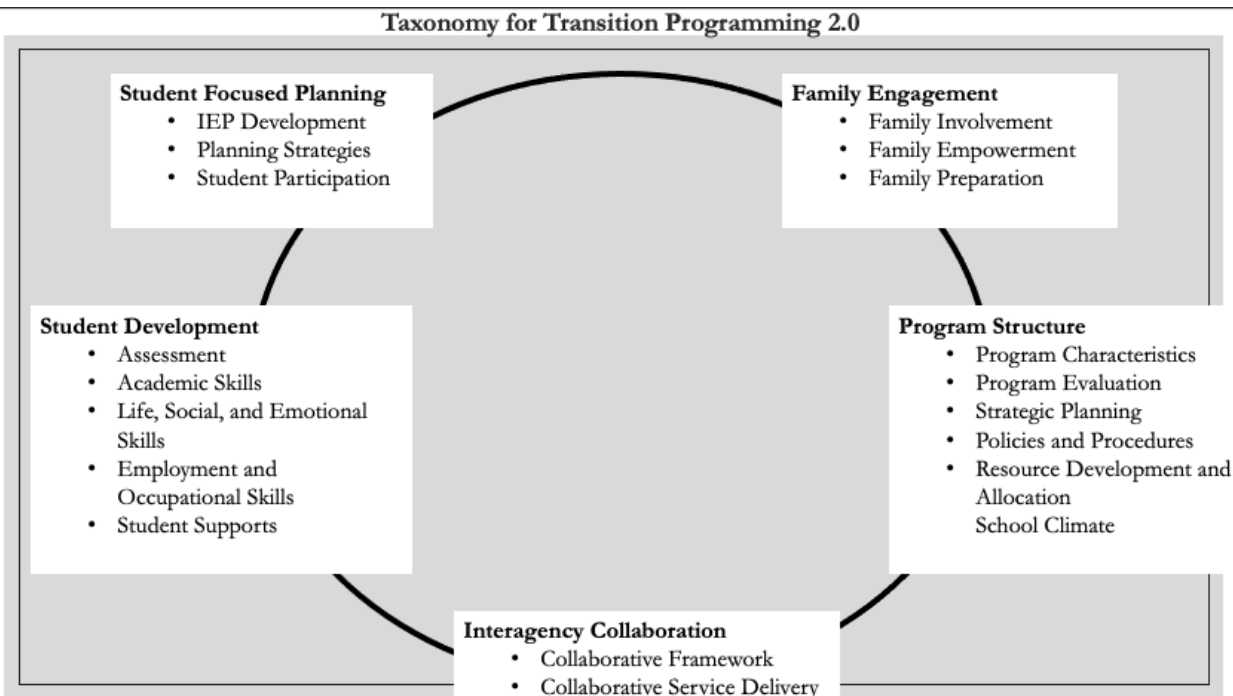 Taxonomy for Transition Programming 2.0
Student Focused Planning
• IEP Development
• Planning Strategies
• Student Participation
Family Engagement
• Family Involvement
• Family Empowerment
• Family Preparation
Student Development
• Assessment
• Academic Skills
• Life, Social, and Emotional
Skills
• Employment and
Occupational Skills
• Student Supports
Program Structure
• Program Characteristics
• Program Evaluation
• Strategic Planning
• Policies and Procedures
• Resource Development and
Allocation
School Climate
Interagency Collaboration
• Collaborative Framework
• Collaborative Service Delivery